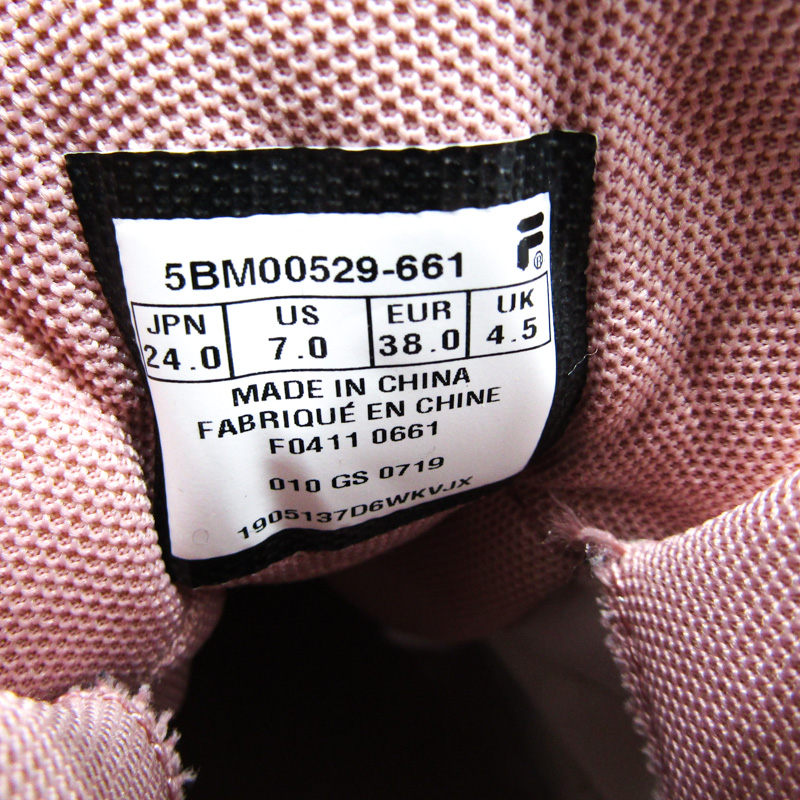 F®
5BM00529-661
JPN US EUR UK
24.0 7.0 38.0 4.5
MADE IN CHINA
FABRIQUÉ EN CHINE
F0411 0661
010 GS 0719
1905137D6WKVJX